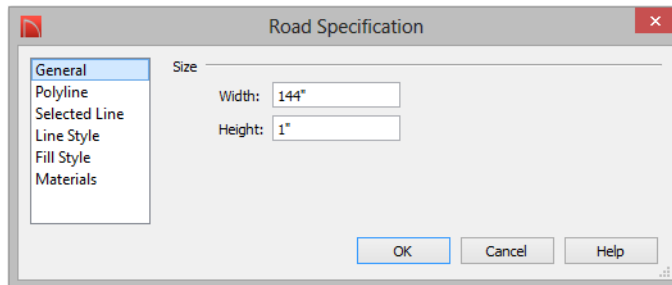 Road Specification
General
Polyline
Selected Line
Line Style
Fill Style
Materials
Size
Width: 144"
Height: 1"
OK Cancel Help